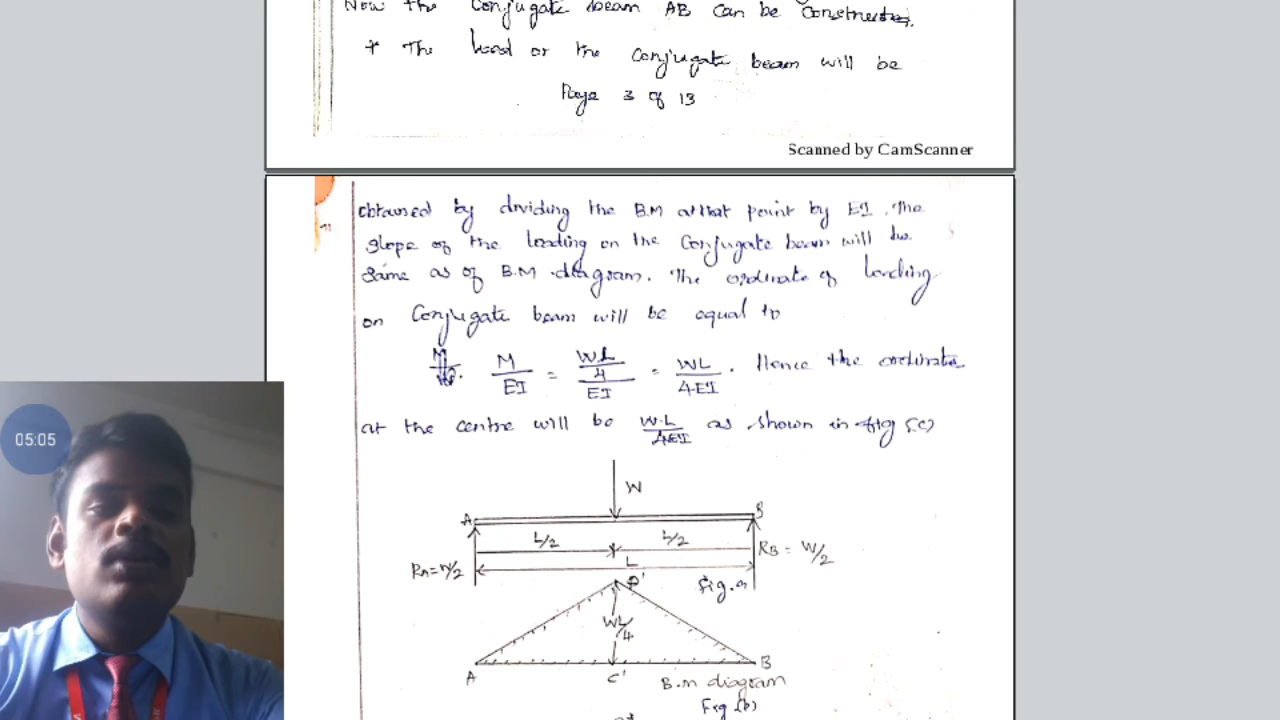 Now the Conjugate beam AB can be
* The load on the conjugate beam will be
Page 3 of 13
Scanned by CamScanner
obtained by dividing the B.M at that point by EI. The
slope of the loading on the Conjugate beam will be
same as of B.M diagram. The ordinate of loading
on Conjugate beam will be equal to
M/EI = (WL/4)/EI = WL/4EI. Hence the ordinate
at the centre will be W.L/4EI as shown in fig (c)
05:05
W
A B
L/2 L/2
RA=W/2 L RB = W/2
Fig.a
WL/4
A C' B
B.m diagram
Fig (b)